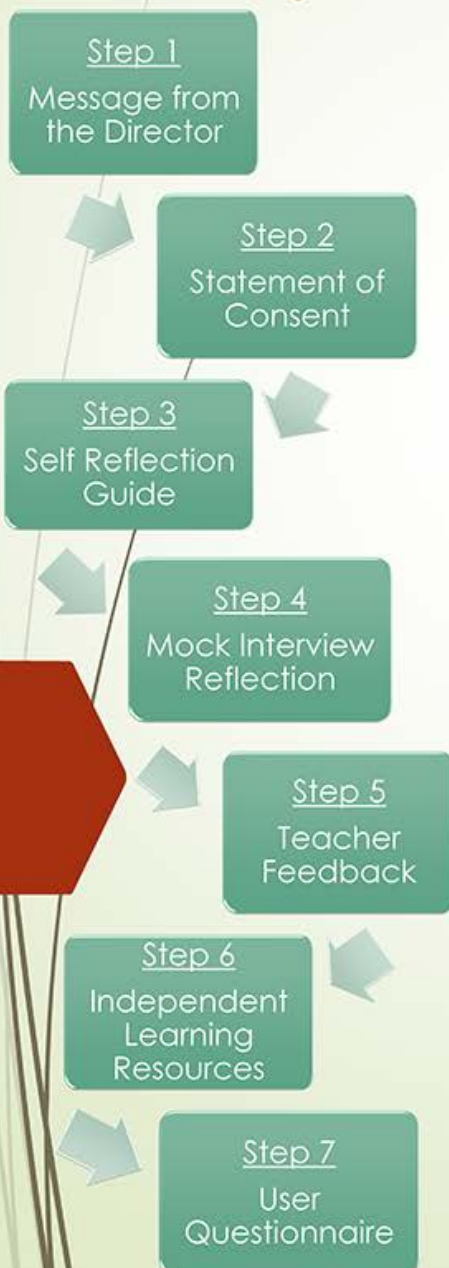 Step 1
Message from
the Director
Step 2
Statement of
Consent
Step 3
Self Reflection
Guide
Step 4
Mock Interview
Reflection
Step 5
Teacher
Feedback
Step 6
Independent
Learning
Resources
Step 7
User
Questionnaire